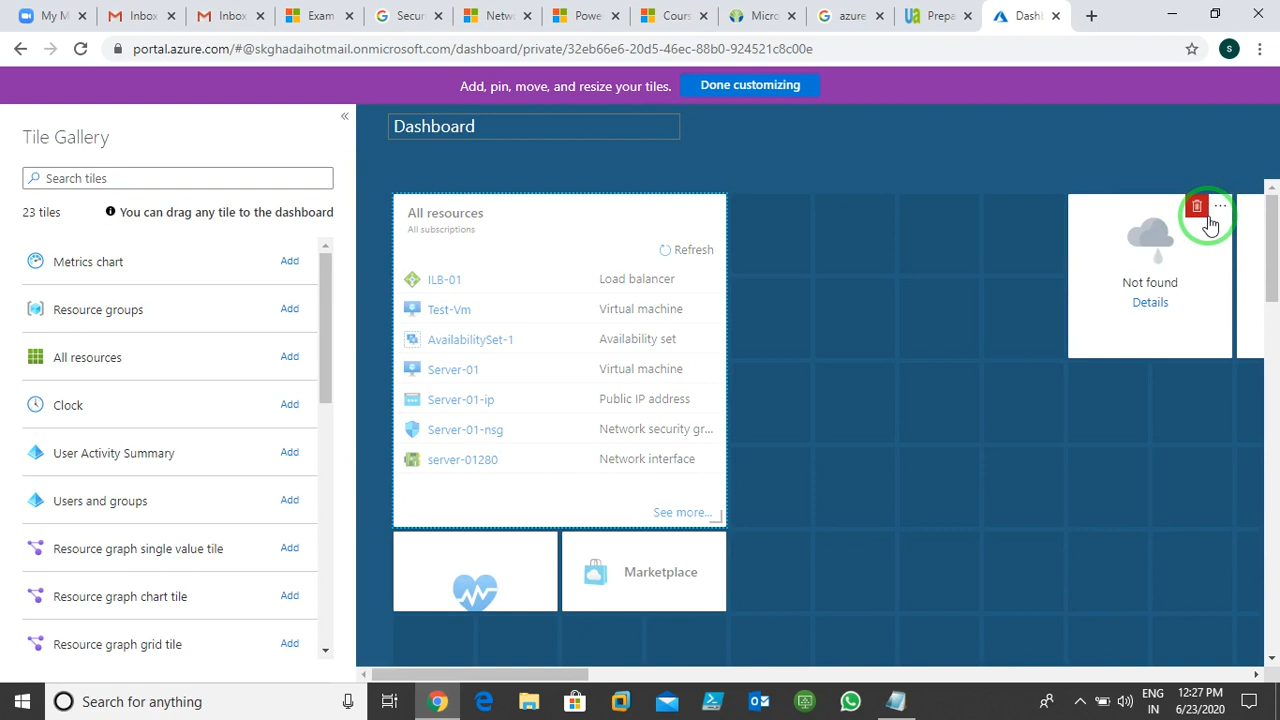 My M
Inbox
Inbox
Exam
Secur
Netw
Powe
Cours
Micro
azure
Prepa
Dash
portal.azure.com/#@skghadaihotmail.onmicrosoft.com/dashboard/private/32eb66e6-20d5-46ec-88b0-924521c8c00e
S
Add, pin, move, and resize your tiles.
Done customizing
Tile Gallery
Search tiles
23 tiles
You can drag any tile to the dashboard
Metrics chart Add
Resource groups Add
All resources Add
Clock Add
User Activity Summary Add
Users and groups Add
Resource graph single value tile Add
Resource graph chart tile Add
Resource graph grid tile Add
Dashboard
All resources
All subscriptions
Refresh
ILB-01 Load balancer
Test-Vm Virtual machine
AvailabilitySet-1 Availability set
Server-01 Virtual machine
Server-01-ip Public IP address
Server-01-nsg Network security gr...
server-01280 Network interface
See more...
Marketplace
Not found
Details
Search for anything
ENG
IN
12:27 PM
6/23/2020